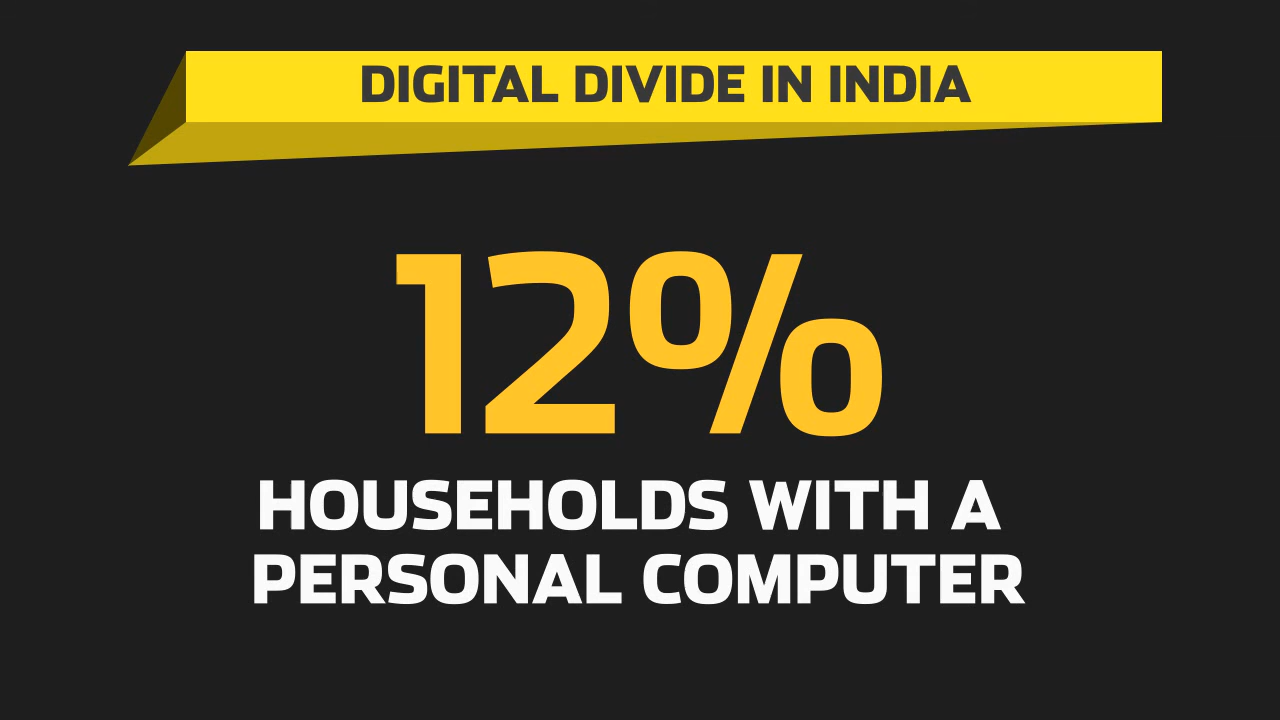 DIGITAL DIVIDE IN INDIA
12%
HOUSEHOLDS WITH A
PERSONAL COMPUTER